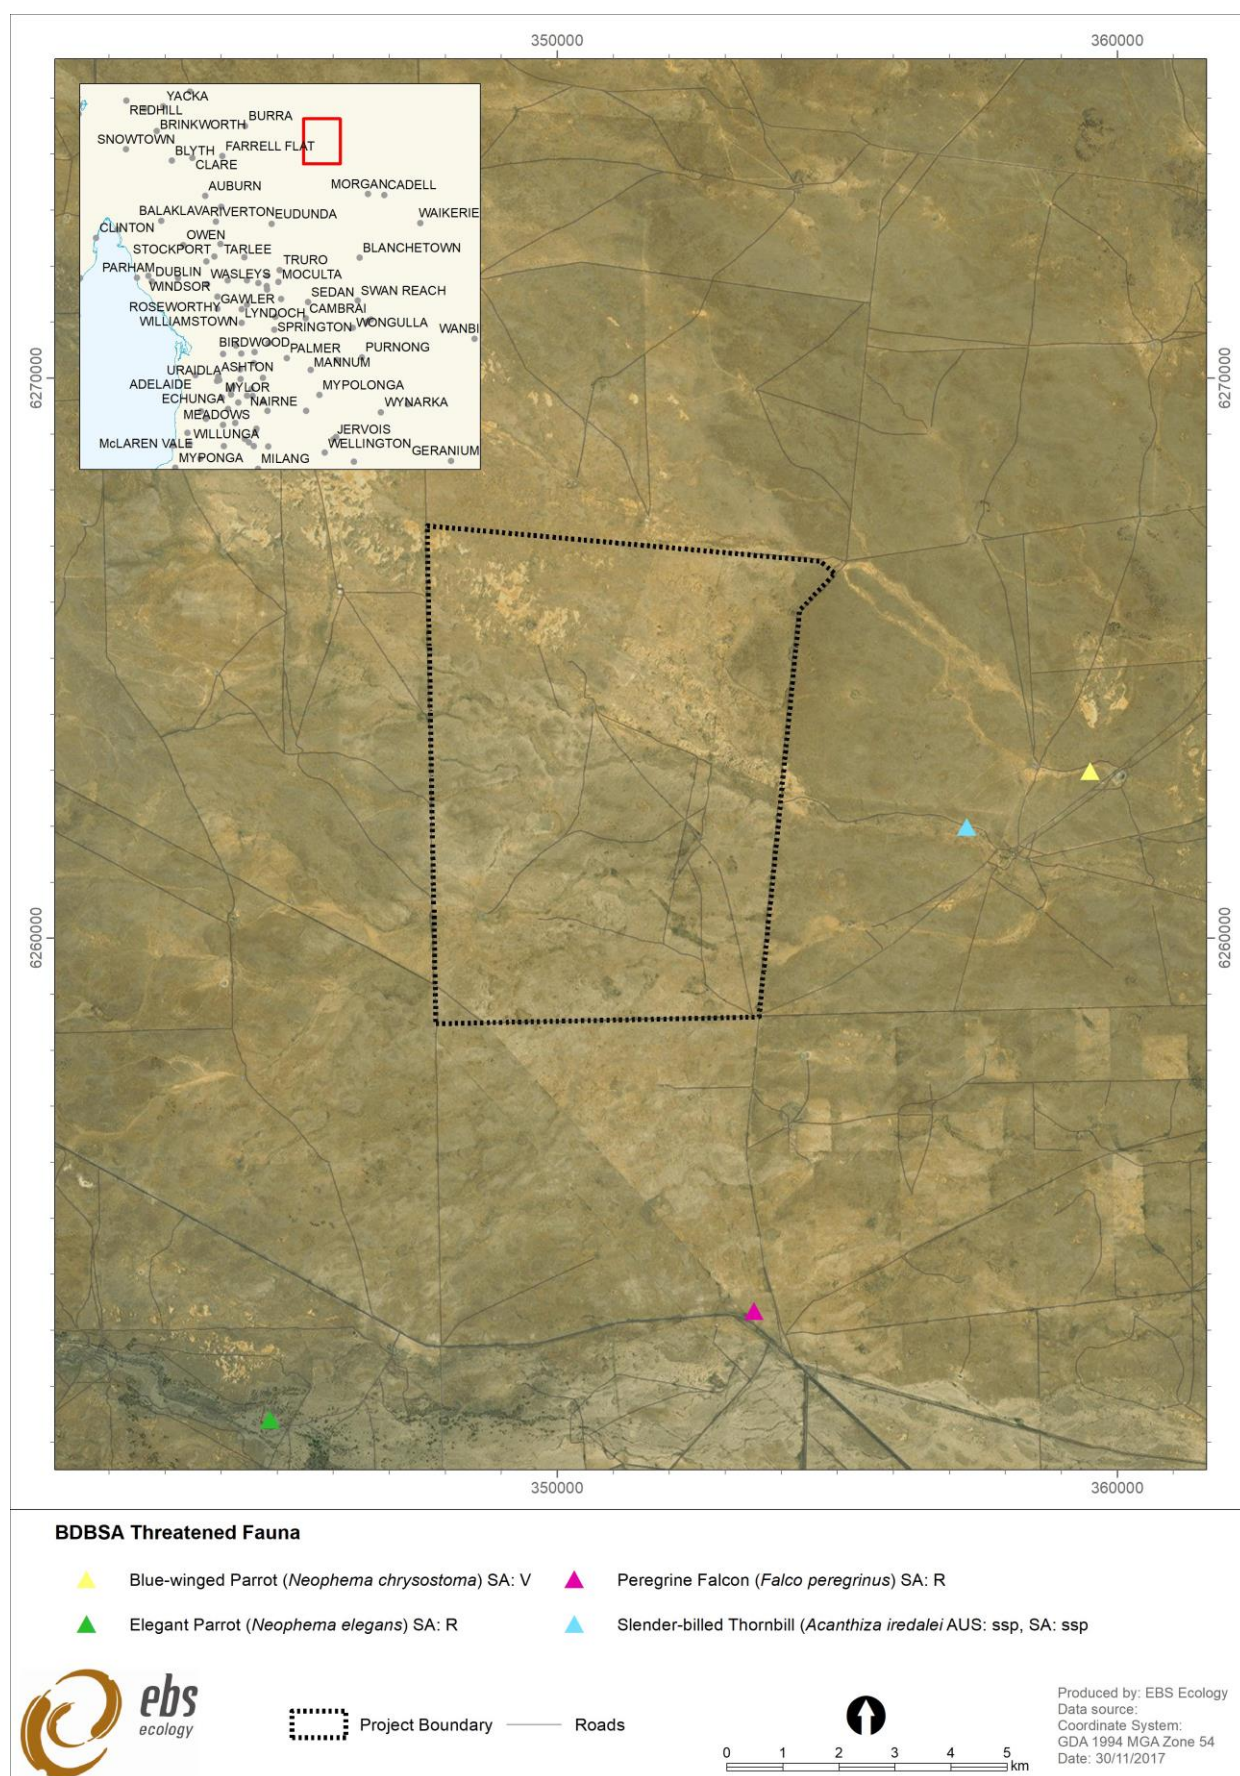 350000
360000
YACKA
REDHILL
BURRA
BRINKWORTH
SNOWTOWN
FARRELL FLAT
BLYTH
CLARE
AUBURN
MORGAN
CADELL
BALAKLAVA
RIVERTON
EUDUNDA
WAIKERIE
CLINTON
OWEN
STOCKPORT
TARLEE
BLANCHETOWN
TRURO
PARHAM
DUBLIN
WASLEYS
MOCULTA
WINDSOR
SEDAN
SWAN REACH
GAWLER
ROSEWORTHY
LYNDOCH
CAMBRAI
WILLIAMSTOWN
SPRINGTON
WONGULLA
WANBI
BIRDWOOD
PALMER
PURNONG
URAIDLA
ASHTON
MANNUM
ADELAIDE
MYLOR
MYPOLONGA
ECHUNGA
NAIRNE
WYNARKA
MEADOWS
JERVOIS
WILLUNGA
McLAREN VALE
WELLINGTON
GERANIUM
MYPONGA
MILANG
6270000
6270000
6260000
6260000
350000
360000
BDBSA Threatened Fauna
Blue-winged Parrot (Neophema chrysostoma) SA: V
Peregrine Falcon (Falco peregrinus) SA: R
Elegant Parrot (Neophema elegans) SA: R
Slender-billed Thornbill (Acanthiza iredalei AUS: ssp, SA: ssp
ebs
ecology
Project Boundary
Roads
0 1 2 3 4 5
km
Produced by: EBS Ecology
Data source:
Coordinate System:
GDA 1994 MGA Zone 54
Date: 30/11/2017